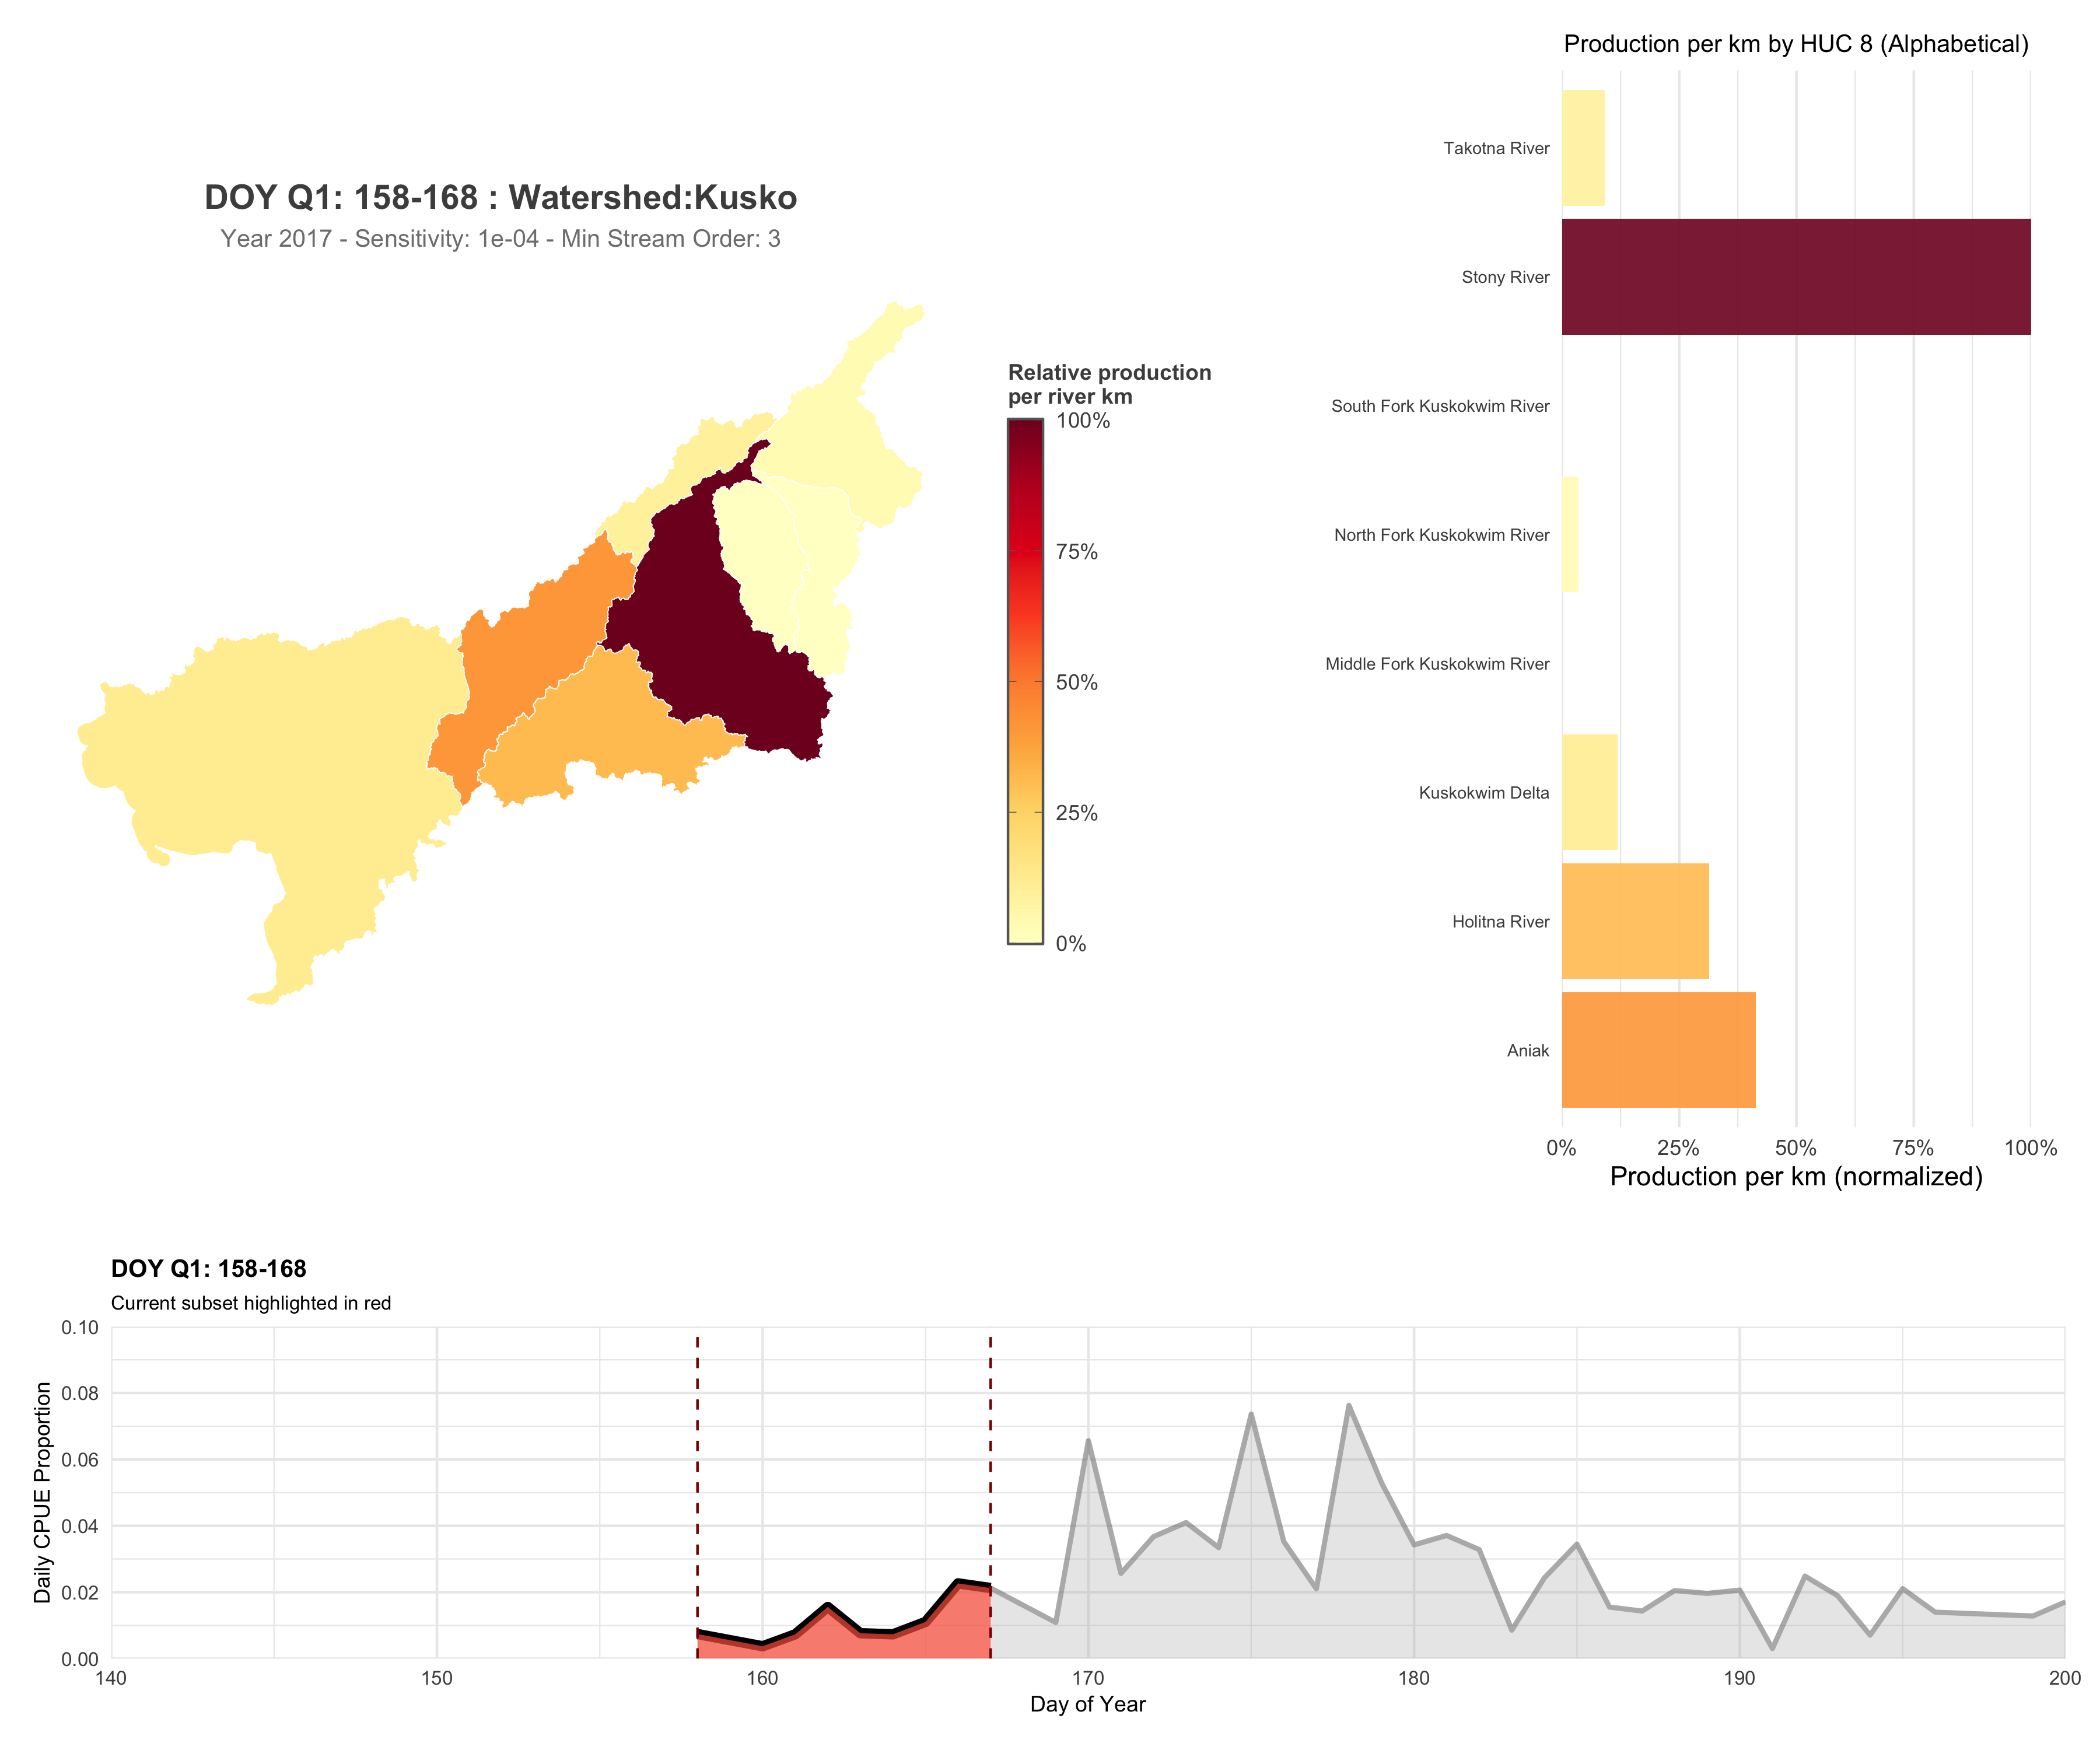 Production per km by HUC 8 (Alphabetical)
DOY Q1: 158-168 : Watershed:Kusko
Year 2017 - Sensitivity: 1e-04 - Min Stream Order: 3
Relative production
per river km
100%
75%
50%
25%
0%
Takotna River
Stony River
South Fork Kuskokwim River
North Fork Kuskokwim River
Middle Fork Kuskokwim River
Kuskokwim Delta
Holitna River
Aniak
0% 25% 50% 75% 100%
Production per km (normalized)
DOY Q1: 158-168
Current subset highlighted in red
Daily CPUE Proportion
0.10
0.08
0.06
0.04
0.02
0.00
140 150 160 170 180 190 200
Day of Year